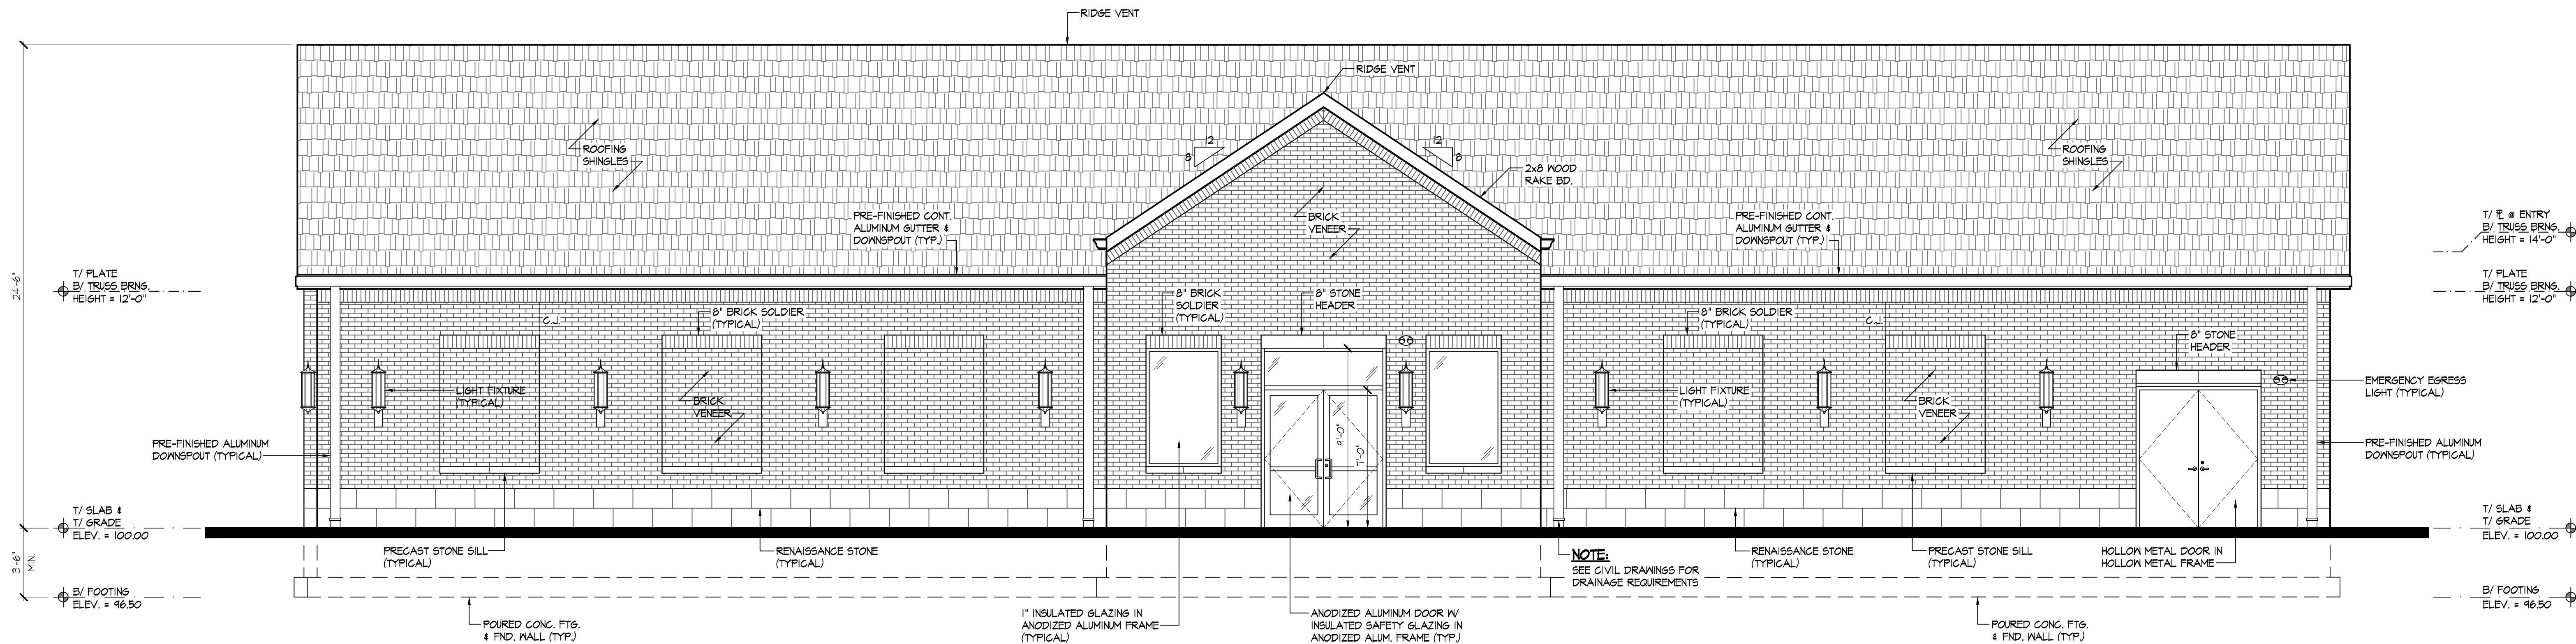 RIDGE VENT
RIDGE VENT
12
8
12
8
ROOFING
SHINGLES
ROOFING
SHINGLES
2x8 WOOD
RAKE BD.
24'-6"
PRE-FINISHED CONT.
ALUMINUM GUTTER &
DOWNSPOUT (TYP.)
BRICK
VENEER
PRE-FINISHED CONT.
ALUMINUM GUTTER &
DOWNSPOUT (TYP.)
T/ PL @ ENTRY
B/ TRUSS BRNG.
HEIGHT = 14'-0"
T/ PLATE
B/ TRUSS BRNG.
HEIGHT = 12'-0"
T/ PLATE
B/ TRUSS BRNG.
HEIGHT = 12'-0"
C.J.
8" BRICK SOLDIER
(TYPICAL)
8" BRICK
SOLDIER
(TYPICAL)
8" STONE
HEADER
8" BRICK SOLDIER
(TYPICAL)
C.J.
8" STONE
HEADER
LIGHT FIXTURE
(TYPICAL)
BRICK
VENEER
LIGHT FIXTURE
(TYPICAL)
BRICK
VENEER
EMERGENCY EGRESS
LIGHT (TYPICAL)
9'-0"
7'-0"
PRE-FINISHED ALUMINUM
DOWNSPOUT (TYPICAL)
PRE-FINISHED ALUMINUM
DOWNSPOUT (TYPICAL)
T/ SLAB &
T/ GRADE
ELEV. = 100.00
T/ SLAB &
T/ GRADE
ELEV. = 100.00
3'-6"
MIN.
PRECAST STONE SILL
(TYPICAL)
RENAISSANCE STONE
(TYPICAL)
NOTE:
SEE CIVIL DRAWINGS FOR
DRAINAGE REQUIREMENTS
RENAISSANCE STONE
(TYPICAL)
PRECAST STONE SILL
(TYPICAL)
HOLLOW METAL DOOR IN
HOLLOW METAL FRAME
B/ FOOTING
ELEV. = 96.50
B/ FOOTING
ELEV. = 96.50
POURED CONC. FTG.
& FND. WALL (TYP.)
1" INSULATED GLAZING IN
ANODIZED ALUMINUM FRAME
(TYPICAL)
ANODIZED ALUMINUM DOOR W/
INSULATED SAFETY GLAZING IN
ANODIZED ALUM. FRAME (TYP.)
POURED CONC. FTG.
& FND. WALL (TYP.)